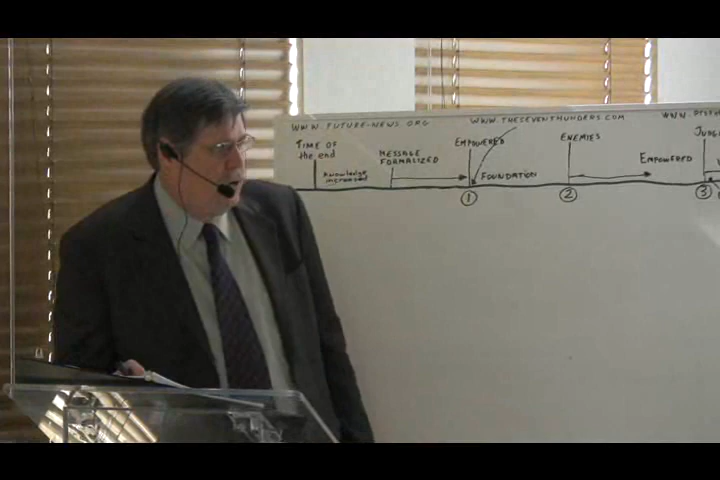 WWW.FUTURE-NEWS.ORG
WWW.THESEVENTHUNDERS.COM
WWW.
TIME OF
the end
MESSAGE
FORMALIZED
EMPOWERED
ENEMIES
EMPOWERED
Knowledge
increased
FOUNDATION
1
2
3